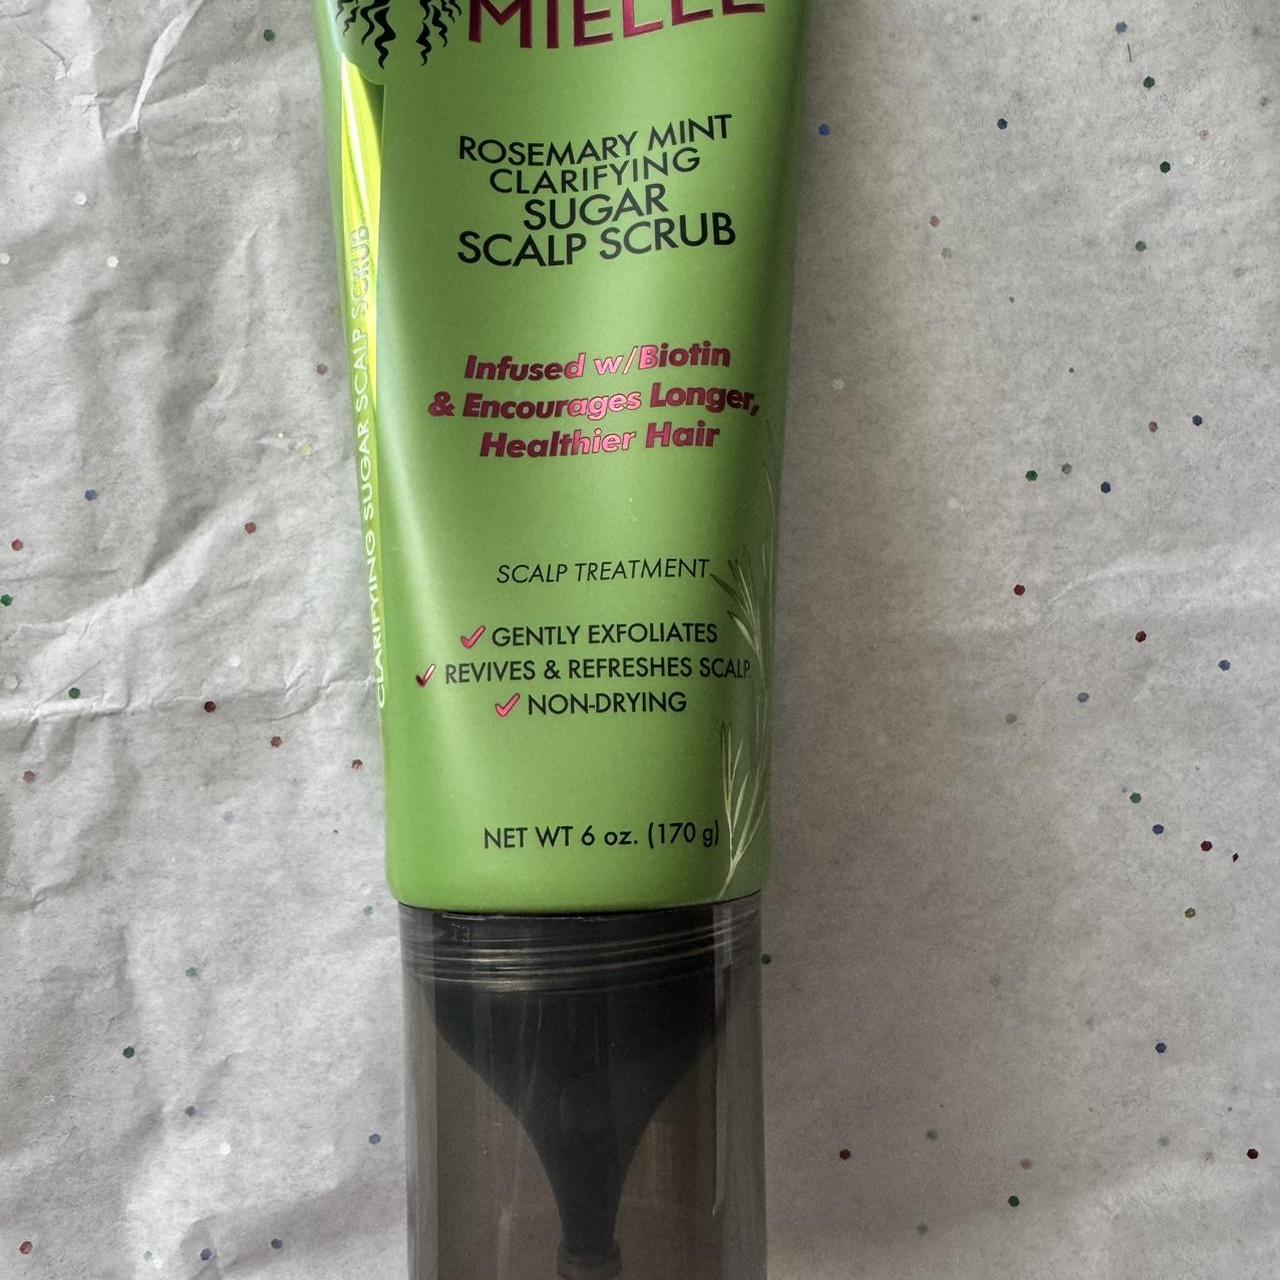 MIELLE
ROSEMARY MINT
CLARIFYING
SUGAR
SCALP SCRUB
Infused w/Biotin
& Encourages Longer,
Healthier Hair
SCALP TREATMENT
GENTLY EXFOLIATES
REVIVES & REFRESHES SCALP
NON-DRYING
NET WT 6 oz. (170 g)
CLARIFYING SUGAR SCALP SCRUB